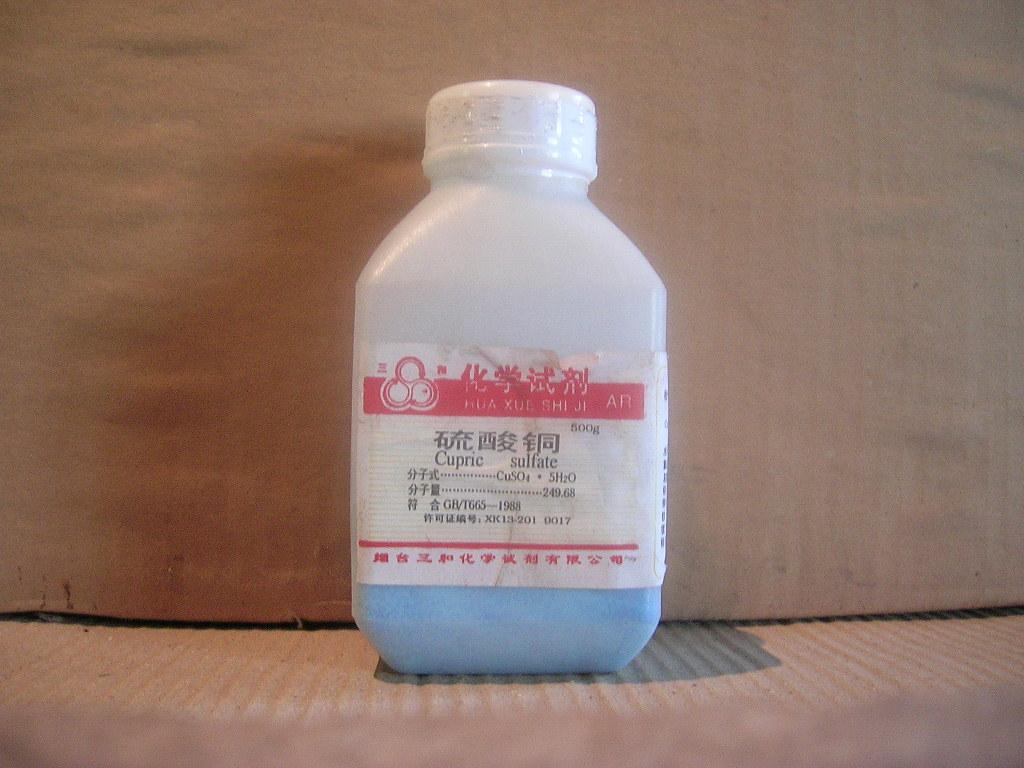 三 和 化学试剂
HUA XUE SHI JI AR
500g
硫酸铜
Cupric sulfate
分子式……………CuSO₄ · 5H₂O
分子量…………………………249.68
符 合 GB/T665—1988
许可证编号: XK13-201 0017
烟台三和化学试剂有限公司